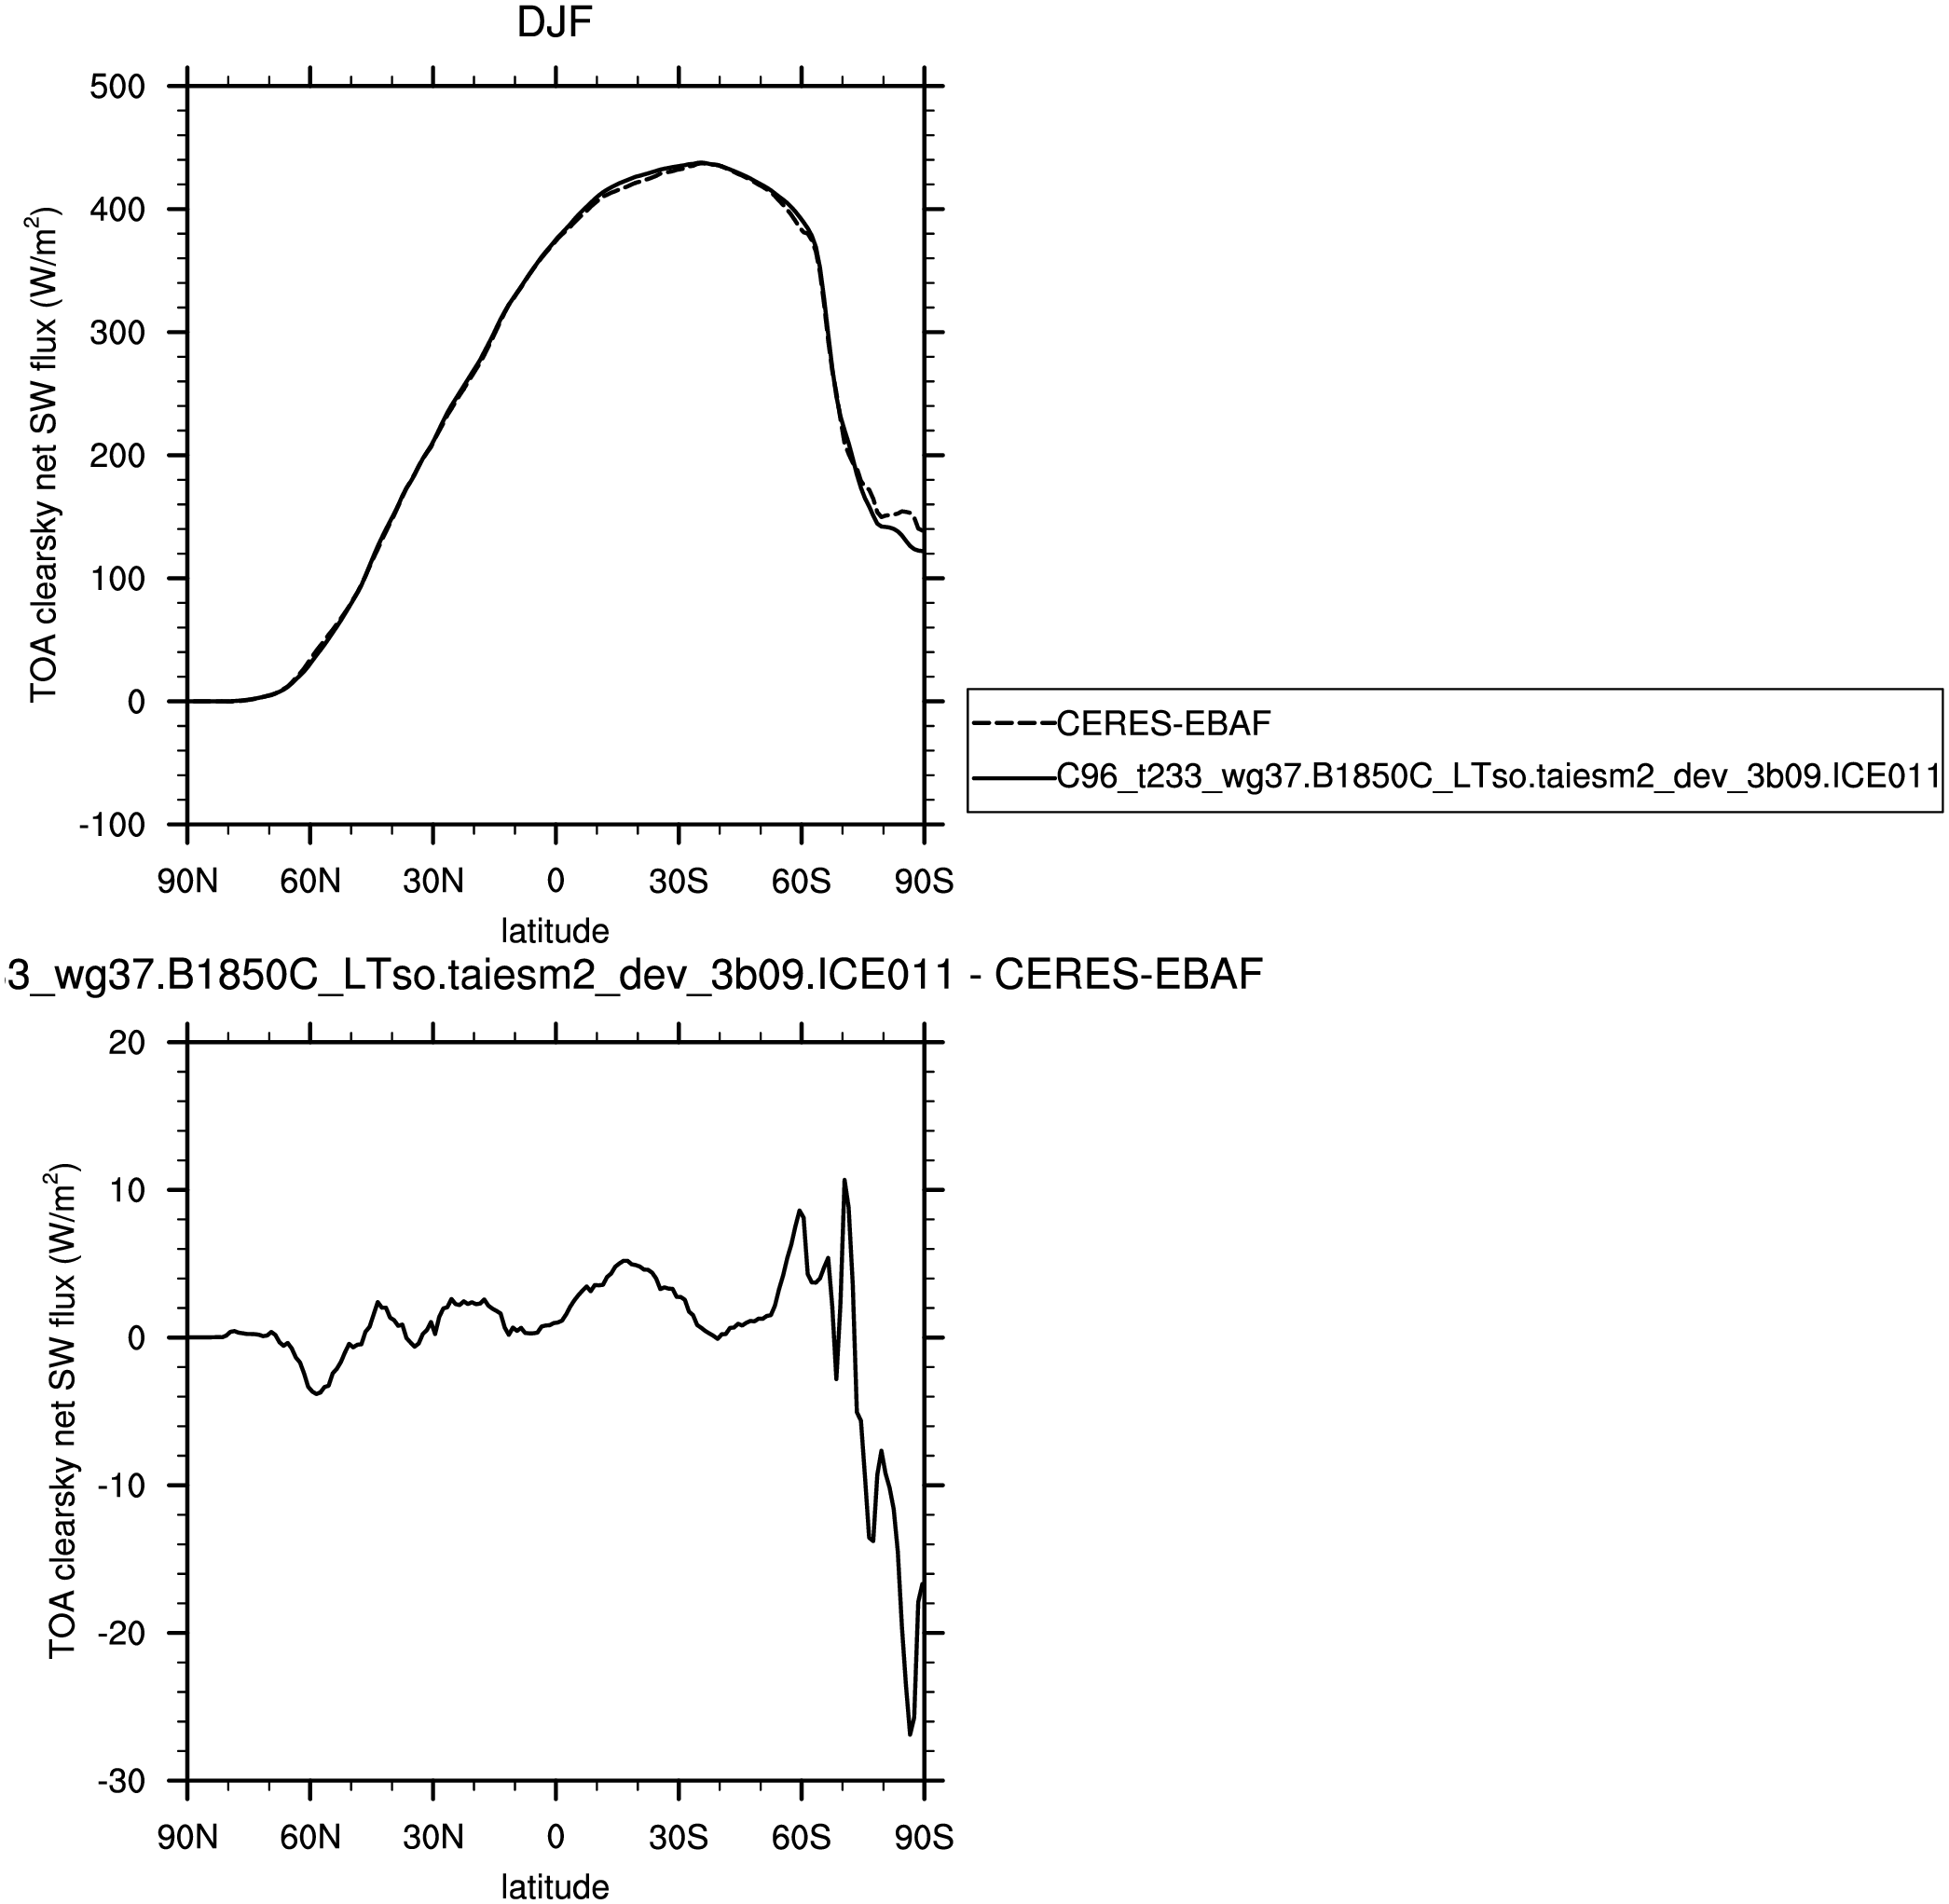 DJF
500
400
300
200
100
0
-100
TOA clearsky net SW flux (W/m²)
90N 60N 30N 0 30S 60S 90S
latitude
CERES-EBAF
C96_t233_wg37.B1850C_LTso.taiesm2_dev_3b09.ICE011
3_wg37.B1850C_LTso.taiesm2_dev_3b09.ICE011 - CERES-EBAF
20
10
0
-10
-20
-30
TOA clearsky net SW flux (W/m²)
90N 60N 30N 0 30S 60S 90S
latitude